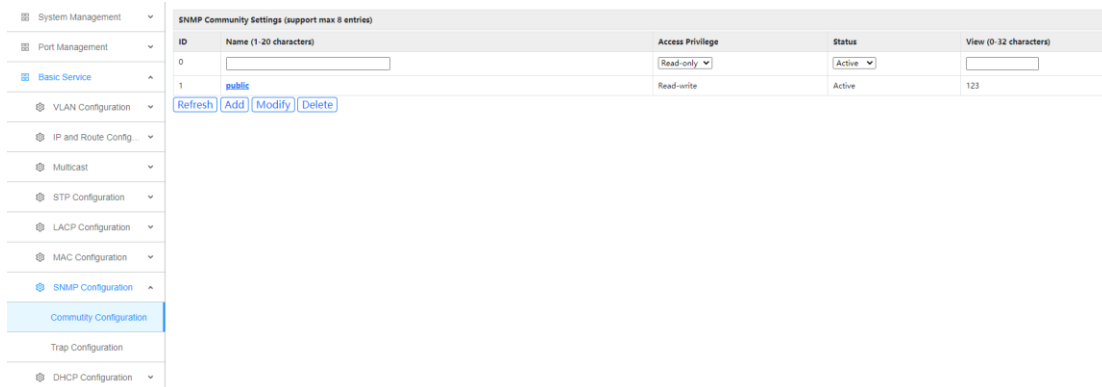 System Management
Port Management
Basic Service
VLAN Configuration
IP and Route Config...
Multicast
STP Configuration
LACP Configuration
MAC Configuration
SNMP Configuration
Commutity Configuration
Trap Configuration
DHCP Configuration
SNMP Community Settings (support max 8 entries)
ID Name (1-20 characters) Access Privilege Status View (0-32 characters)
0 Read-only Active
1 public Read-write Active 123
Refresh Add Modify Delete